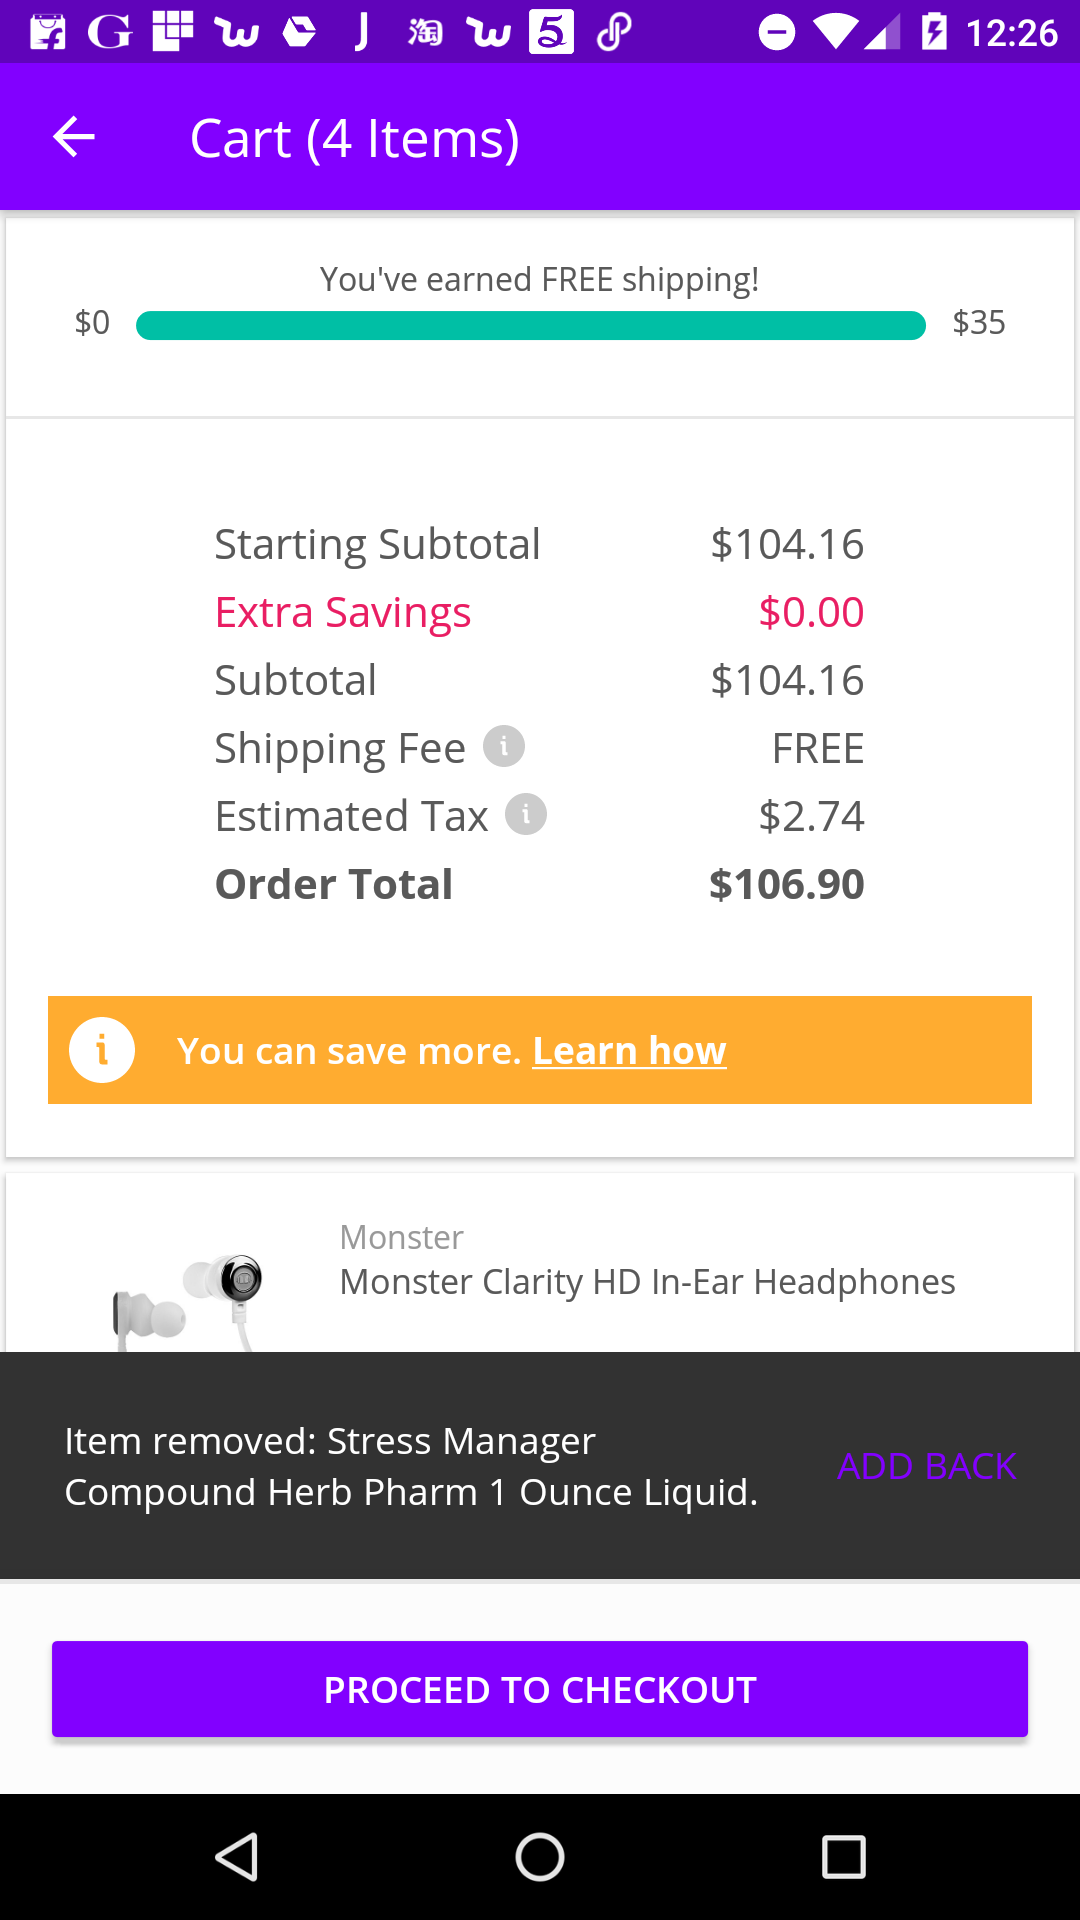 G W J 淘 W 5 12:26
Cart (4 Items)
You've earned FREE shipping!
$0 $35
Starting Subtotal $104.16
Extra Savings $0.00
Subtotal $104.16
Shipping Fee i FREE
Estimated Tax i $2.74
Order Total $106.90
i You can save more. Learn how
Monster
Monster Clarity HD In-Ear Headphones
Item removed: Stress Manager
Compound Herb Pharm 1 Ounce Liquid.
ADD BACK
PROCEED TO CHECKOUT